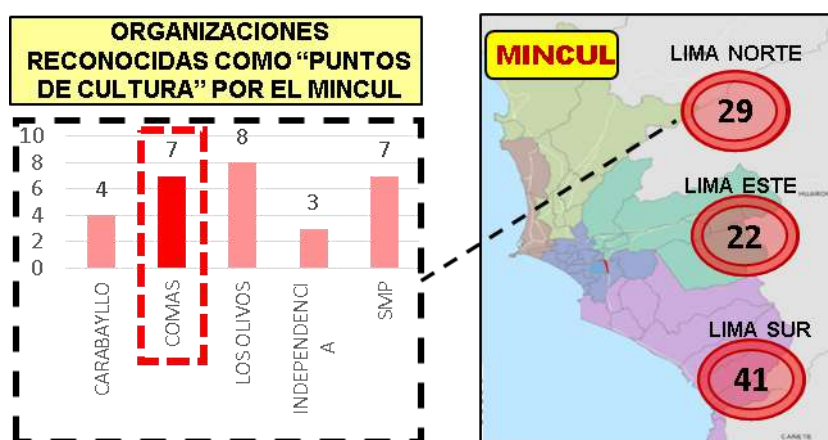 ORGANIZACIONES
RECONOCIDAS COMO “PUNTOS
DE CULTURA” POR EL MINCUL
10
8
6
4
2
0
4
7
8
3
7
CARABAYLLO
COMAS
LOS OLIVOS
INDEPENDENCI
A
SMP
MINCUL
LIMA NORTE
29
LIMA ESTE
22
LIMA SUR
41
CAÑETE